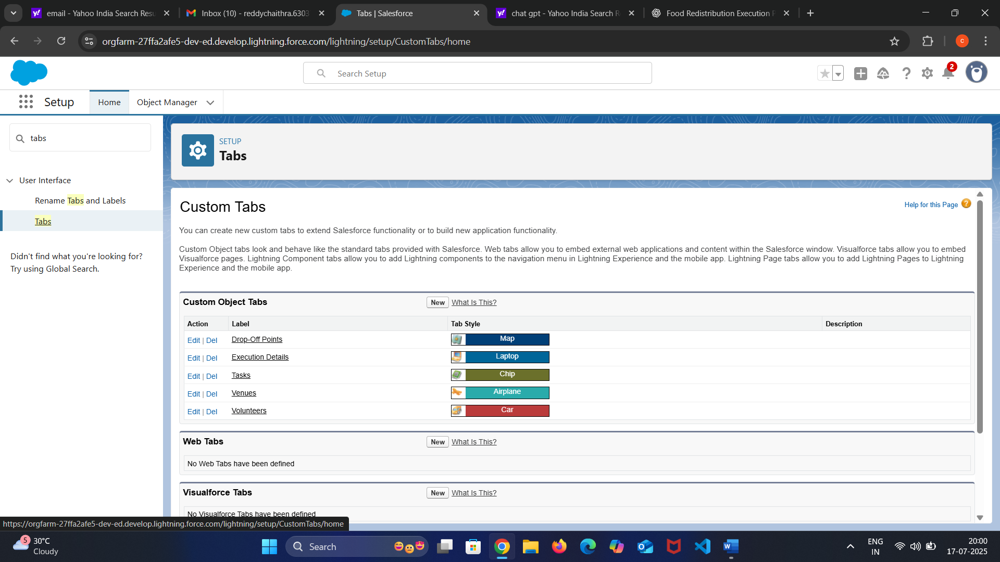 email - Yahoo India Search Resu
Inbox (10) - reddychaithra.6303
Tabs | Salesforce
chat gpt - Yahoo India Search R
Food Redistribution Execution P
orgfarm-27ffa2afe5-dev-ed.develop.lightning.force.com/lightning/setup/CustomTabs/home
C
Search Setup
2
Setup
Home
Object Manager
tabs
User Interface
Rename Tabs and Labels
Tabs
Didn't find what you're looking for?
Try using Global Search.
SETUP
Tabs
Custom Tabs
Help for this Page
You can create new custom tabs to extend Salesforce functionality or to build new application functionality.
Custom Object tabs look and behave like the standard tabs provided with Salesforce. Web tabs allow you to embed external web applications and content within the Salesforce window. Visualforce tabs allow you to embed
Visualforce pages. Lightning Component tabs allow you to add Lightning components to the navigation menu in Lightning Experience and the mobile app. Lightning Page tabs allow you to add Lightning Pages to Lightning
Experience and the mobile app.
Custom Object Tabs New What Is This?
Action Label Tab Style Description
Edit | Del Drop-Off Points Map
Edit | Del Execution Details Laptop
Edit | Del Tasks Chip
Edit | Del Venues Airplane
Edit | Del Volunteers Car
Web Tabs New What Is This?
No Web Tabs have been defined
Visualforce Tabs New What Is This?
No Visualforce Tabs have been defined
https://orgfarm-27ffa2afe5-dev-ed.develop.lightning.force.com/lightning/setup/CustomTabs/home
5
30°C
Cloudy
Search
ENG
IN
20:00
17-07-2025